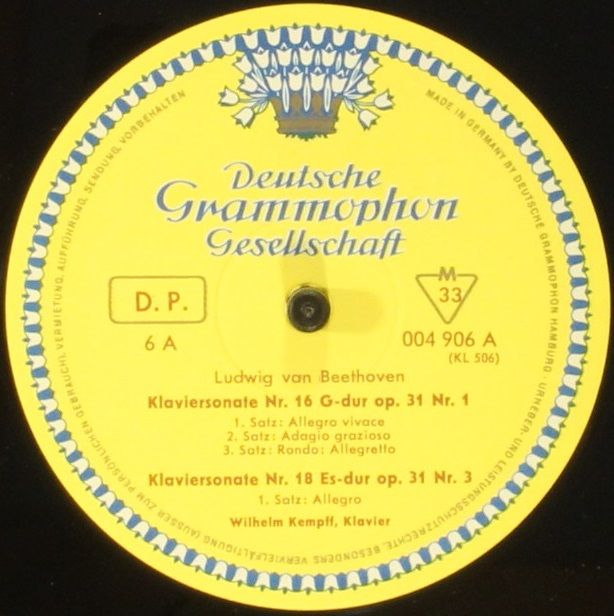 Deutsche
Grammophon
Gesellschaft
D. P.
6 A
M
33
004 906 A
(KL 506)
Ludwig van Beethoven
Klaviersonate Nr. 16 G-dur op. 31 Nr. 1
1. Satz: Allegro vivace
2. Satz: Adagio grazioso
3. Satz: Rondo: Allegretto
Klaviersonate Nr. 18 Es-dur op. 31 Nr. 3
1. Satz: Allegro
Wilhelm Kempff, Klavier
MADE IN GERMANY BY DEUTSCHE GRAMMOPHON HAMBURG · URHEBER- UND LEISTUNGSSCHUTZRECHTE, BESONDERS VERVIELFÄLTIGUNG (AUSSER ZUM PERSÖNLICHEN GEBRAUCH), VERMIETUNG, AUFFÜHRUNG, SENDUNG, VORBEHALTEN